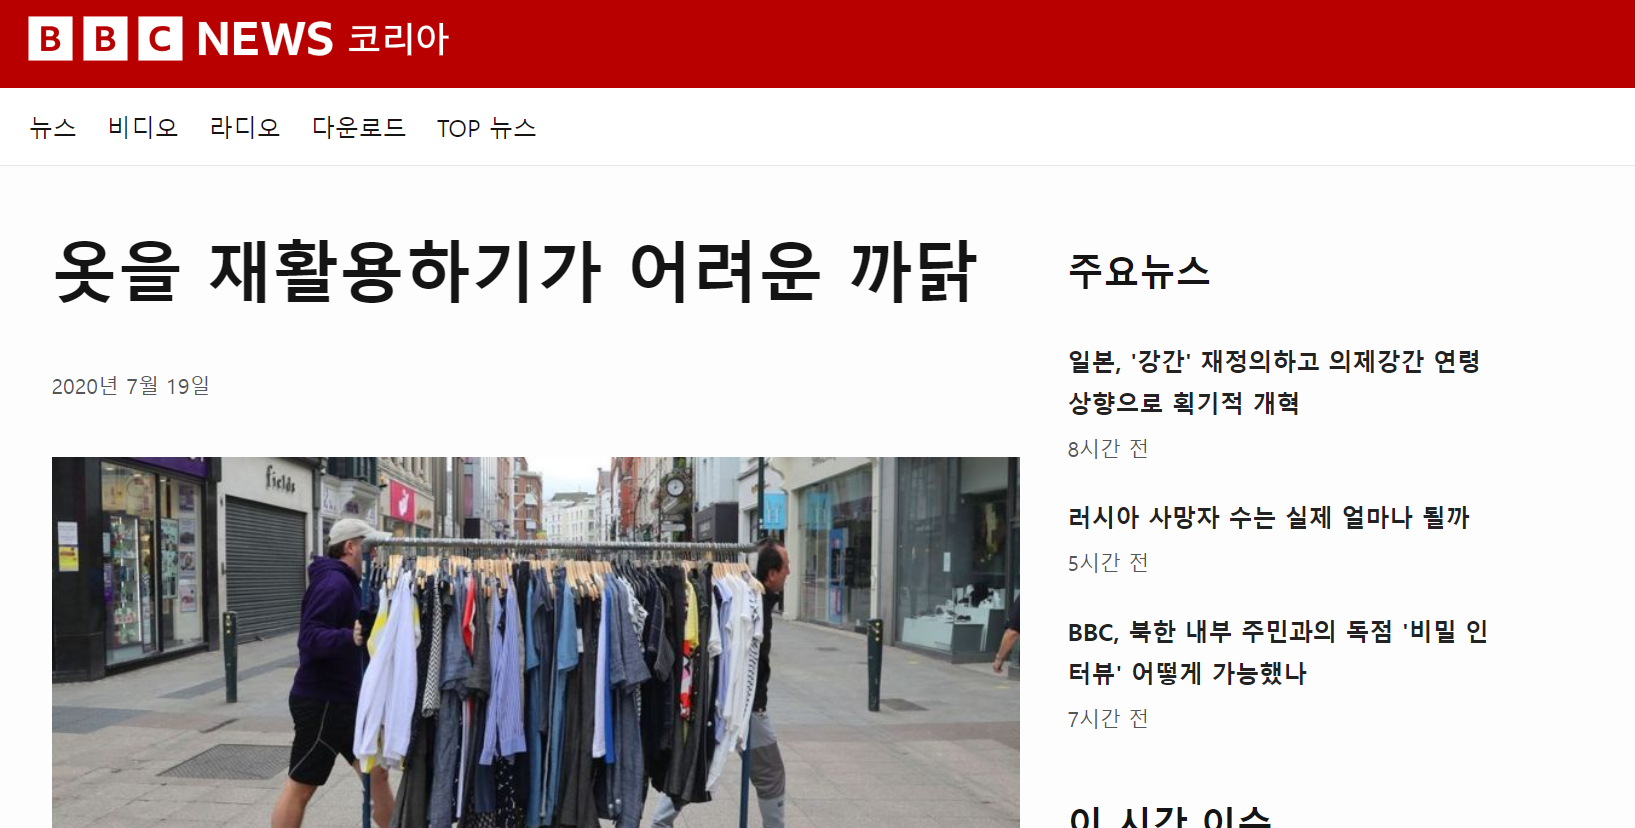 BBC NEWS 코리아
뉴스 비디오 라디오 다운로드 TOP 뉴스
옷을 재활용하기가 어려운 까닭
2020년 7월 19일
fields
주요뉴스
일본, '강간' 재정의하고 의제강간 연령
상향으로 획기적 개혁
8시간 전
러시아 사망자 수는 실제 얼마나 될까
5시간 전
BBC, 북한 내부 주민과의 독점 '비밀 인
터뷰' 어떻게 가능했나
7시간 전
이 시간 이슈